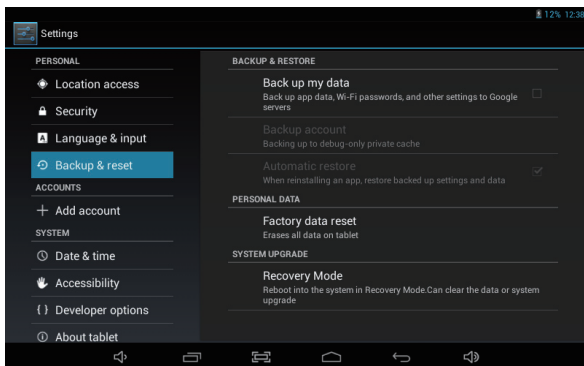 12% 12:38
Settings
PERSONAL
Location access
Security
A Language & input
Backup & reset
ACCOUNTS
Add account
SYSTEM
Date & time
Accessibility
{ } Developer options
About tablet
BACKUP & RESTORE
Back up my data
Back up app data, Wi-Fi passwords, and other settings to Google
servers
Backup account
Backing up to debug-only private cache
Automatic restore
When reinstalling an app, restore backed up settings and data
PERSONAL DATA
Factory data reset
Erases all data on tablet
SYSTEM UPGRADE
Recovery Mode
Reboot into the system in Recovery Mode.Can clear the data or system
upgrade